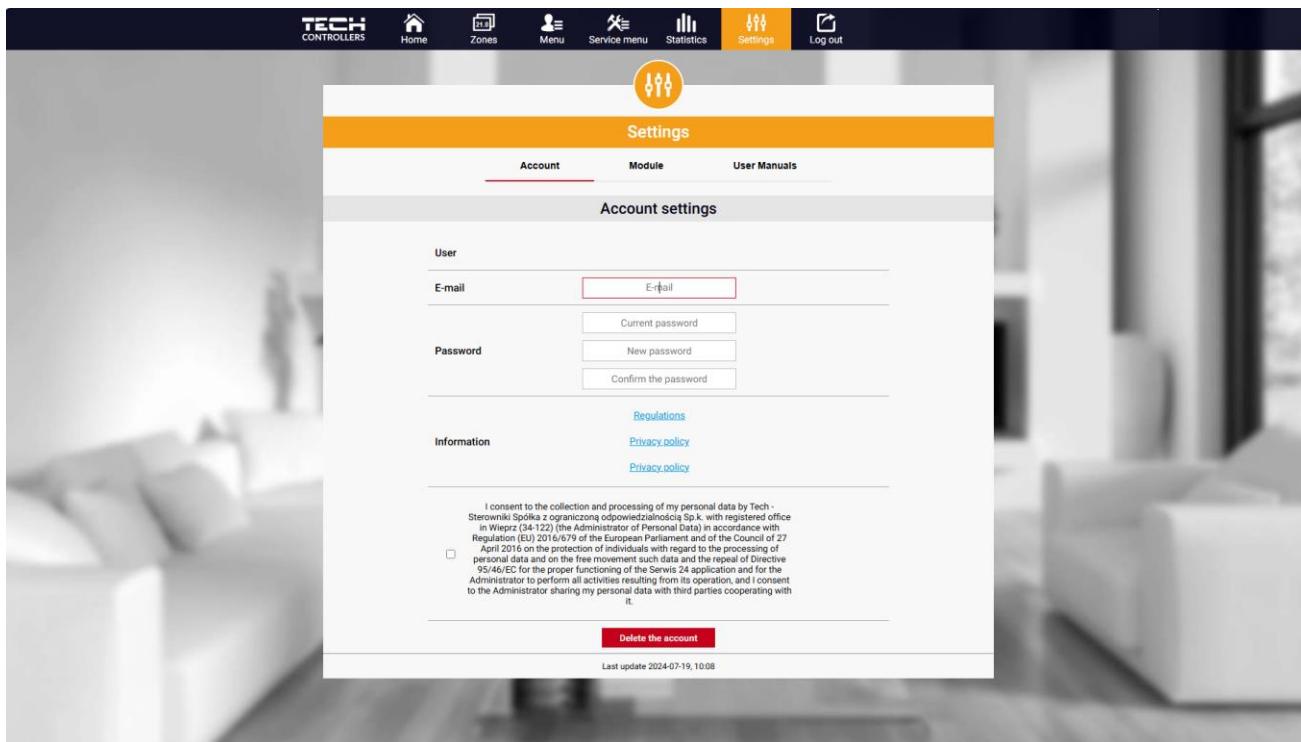 TECH
CONTROLLERS
Home
21.0
Zones
Menu
Service menu
Statistics
Settings
Log out
Settings
Account
Module
User Manuals
Account settings
User
E-mail
E-mail
Current password
Password
New password
Confirm the password
Regulations
Information
Privacy policy
Privacy policy
I consent to the collection and processing of my personal data by Tech -
Sterowniki Spółka z ograniczoną odpowiedzialnością Sp.k. with registered office
in Wieprz (34-122) (the Administrator of Personal Data) in accordance with
Regulation (EU) 2016/679 of the European Parliament and of the Council of 27
April 2016 on the protection of individuals with regard to the processing of
personal data and on the free movement such data and the repeal of Directive
95/46/EC for the proper functioning of the Serwis 24 application and for the
Administrator to perform all activities resulting from its operation, and I consent
to the Administrator sharing my personal data with third parties cooperating with
it.
Delete the account
Last update 2024-07-19, 10:08